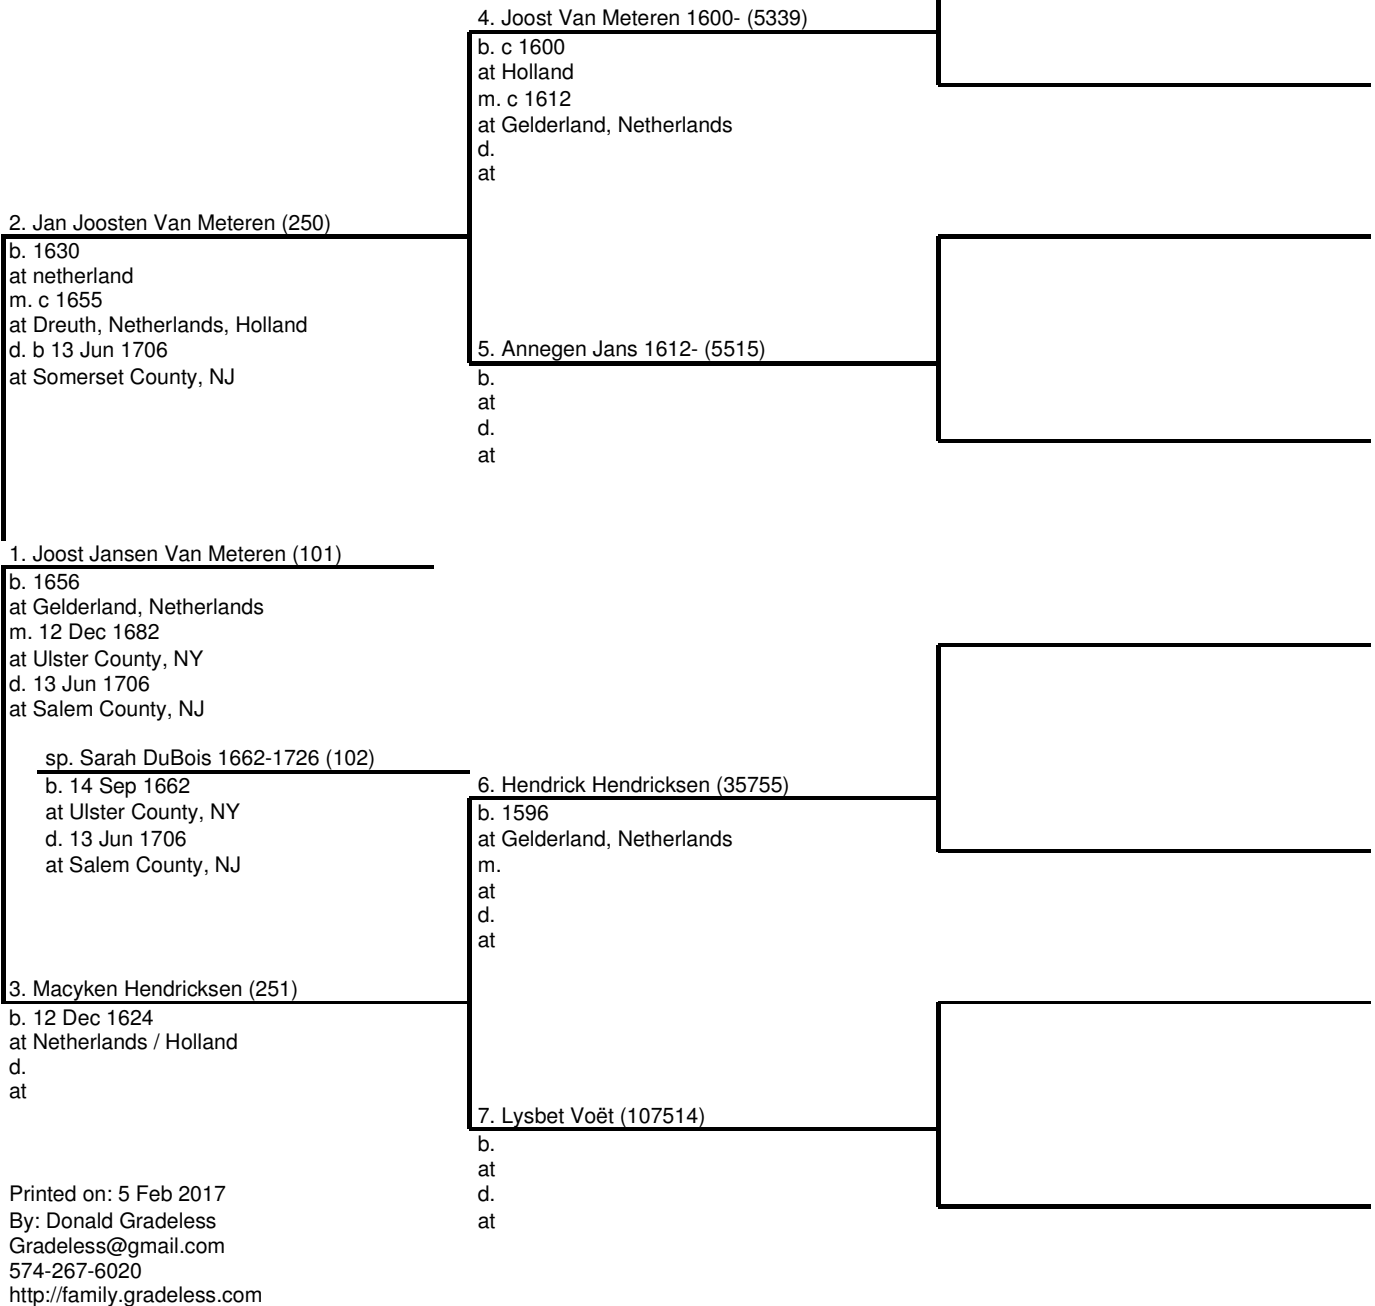 4. Joost Van Meteren 1600- (5339)
b. c 1600
at Holland
m. c 1612
at Gelderland, Netherlands
d.
at
2. Jan Joosten Van Meteren (250)
b. 1630
at netherland
m. c 1655
at Dreuth, Netherlands, Holland
d. b 13 Jun 1706
at Somerset County, NJ
5. Annegen Jans 1612- (5515)
b.
at
d.
at
1. Joost Jansen Van Meteren (101)
b. 1656
at Gelderland, Netherlands
m. 12 Dec 1682
at Ulster County, NY
d. 13 Jun 1706
at Salem County, NJ
sp. Sarah DuBois 1662-1726 (102)
b. 14 Sep 1662
at Ulster County, NY
d. 13 Jun 1706
at Salem County, NJ
6. Hendrick Hendricksen (35755)
b. 1596
at Gelderland, Netherlands
m.
at
d.
at
3. Macyken Hendricksen (251)
b. 12 Dec 1624
at Netherlands / Holland
d.
at
7. Lysbet Voët (107514)
b.
at
d.
at
Printed on: 5 Feb 2017
By: Donald Gradeless
Gradeless@gmail.com
574-267-6020
http://family.gradeless.com